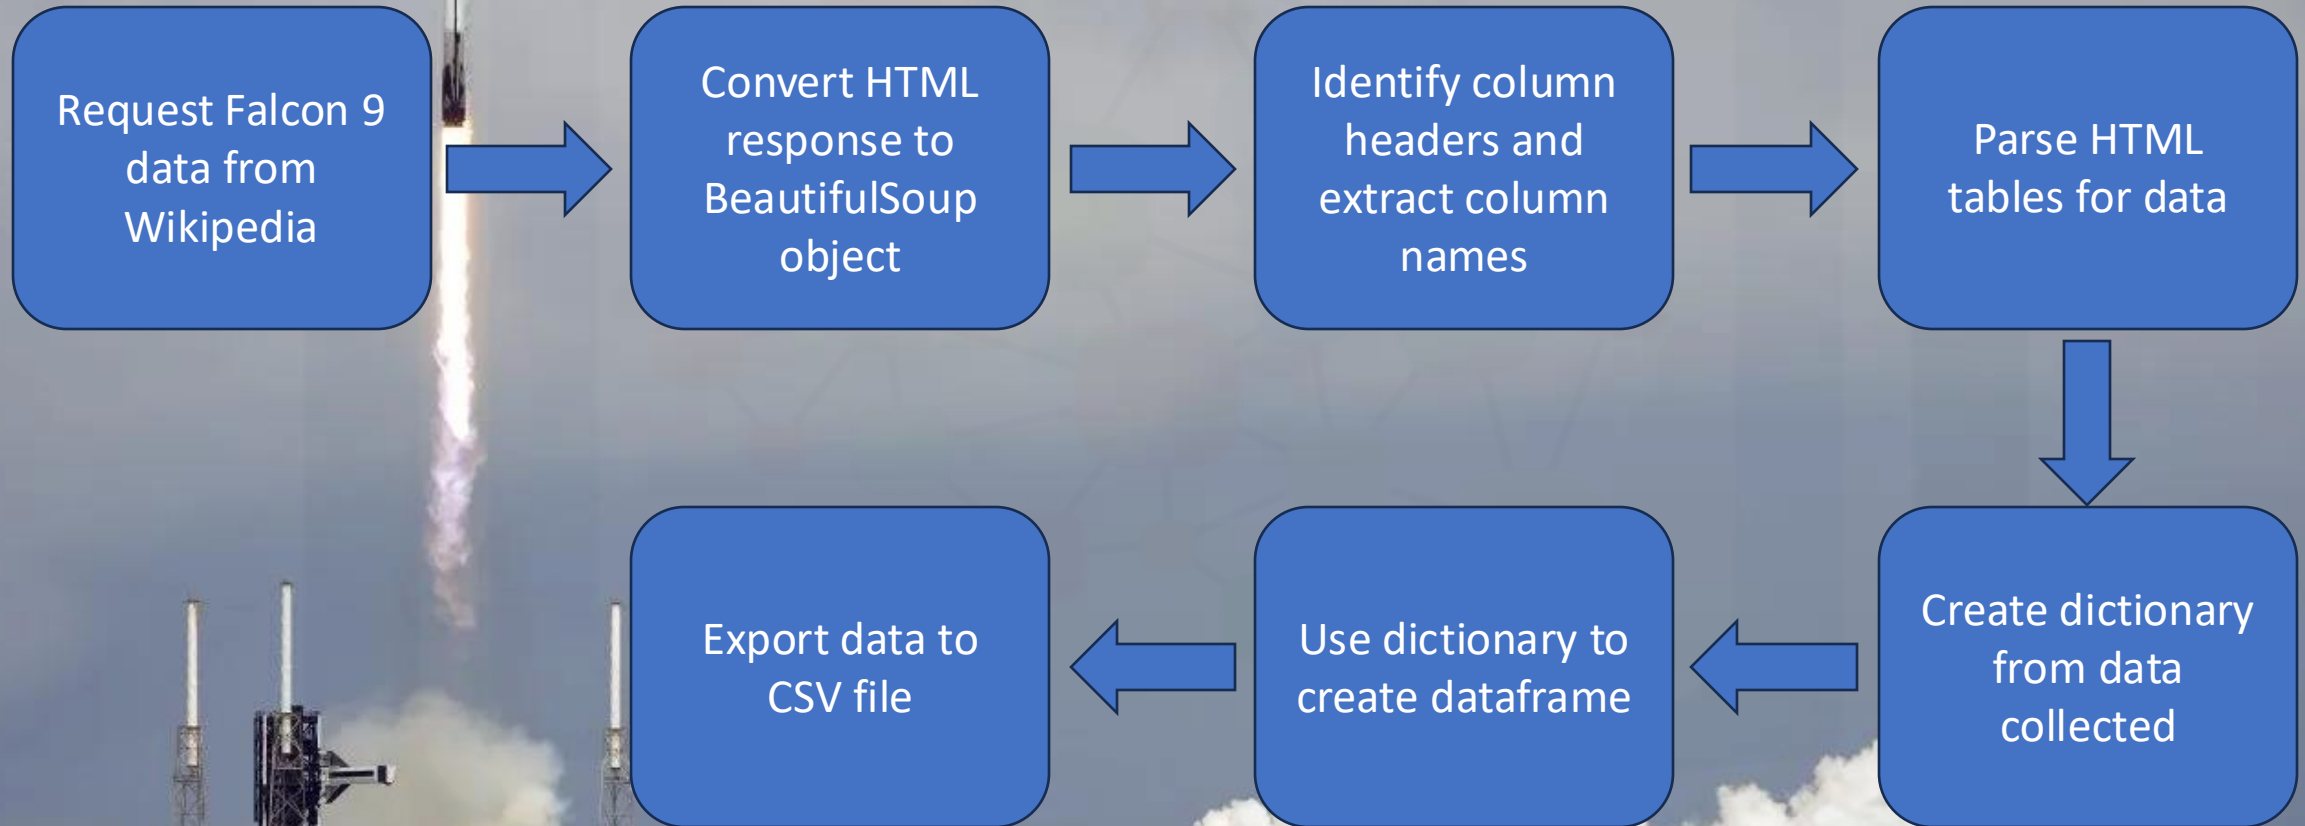 Request Falcon 9
data from
Wikipedia
Convert HTML
response to
BeautifulSoup
object
Identify column
headers and
extract column
names
Parse HTML
tables for data
Create dictionary
from data
collected
Use dictionary to
create dataframe
Export data to
CSV file